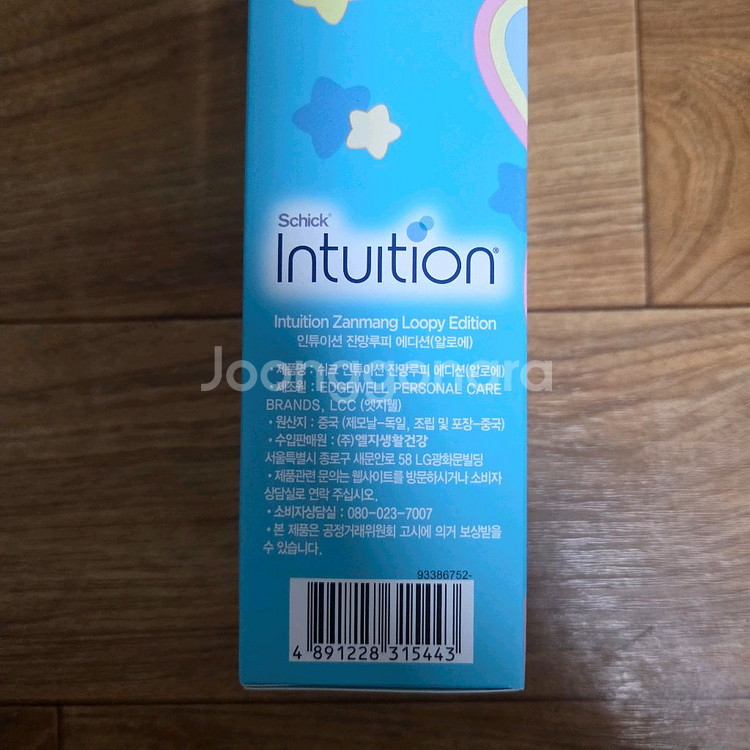 Schick®
Intuition®
Intuition Zanmang Loopy Edition
인튜이션 잔망루피 에디션(알로에)
Joonggonara
• 제품명 : 쉬크 인튜이션 잔망루피 에디션(알로에)
• 제조원 : EDGEWELL PERSONAL CARE
BRANDS, LCC (엣지웰)
• 원산지 : 중국 (제모날-독일, 조립 및 포장-중국)
• 수입판매원 : (주)엘지생활건강
서울특별시 종로구 새문안로 58 LG광화문빌딩
• 제품관련 문의는 웹사이트를 방문하시거나 소비자
상담실로 연락 주십시오.
• 소비자상담실 : 080-023-7007
• 본 제품은 공정거래위원회 고시에 의거 보상받을
수 있습니다.
93386752-
4 891228 315443